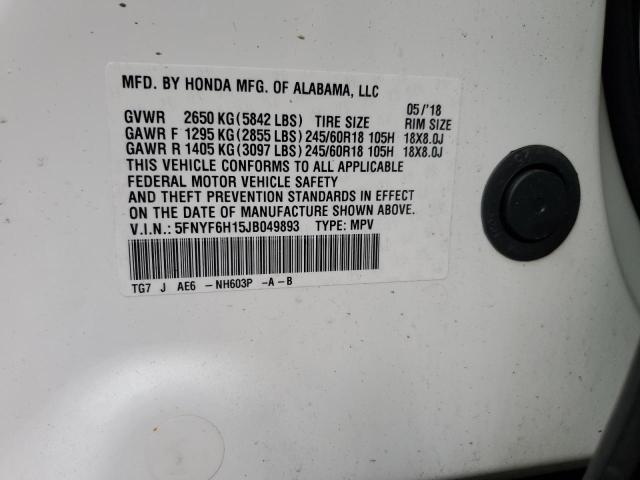 MFD. BY HONDA MFG. OF ALABAMA, LLC
05/'18
GVWR 2650 KG(5842 LBS) TIRE SIZE RIM SIZE
GAWR F 1295 KG(2855 LBS) 245/60R18 105H 18X8.0J
GAWR R 1405 KG(3097 LBS) 245/60R18 105H 18X8.0J
THIS VEHICLE CONFORMS TO ALL APPLICABLE
FEDERAL MOTOR VEHICLE SAFETY
AND THEFT PREVENTION STANDARDS IN EFFECT
ON THE DATE OF MANUFACTURE SHOWN ABOVE.
V.I.N.: 5FNYF6H15JB049893 TYPE: MPV
TG7 J AE6 -NH603P -A-B